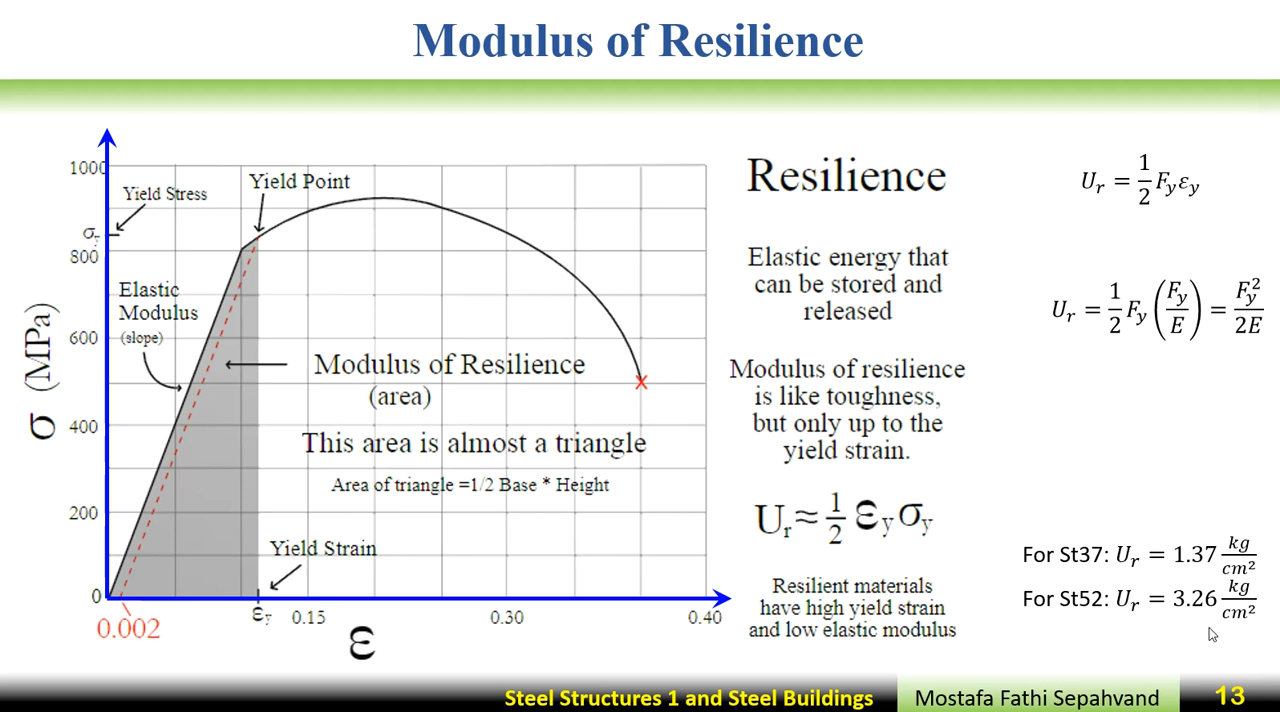 Modulus of Resilience
1000
Yield Point
Yield Stress
σy
800
Elastic
Modulus
(slope)
600
Modulus of Resilience
(area)
σ (MPa)
400
This area is almost a triangle
Area of triangle =1/2 Base * Height
200
Yield Strain
0
0.002
εy
0.15
0.30
0.40
ε
Resilience
Elastic energy that
can be stored and
released
Modulus of resilience
is like toughness,
but only up to the
yield strain.
Ur≈ 1/2 εy σy
Resilient materials
have high yield strain
and low elastic modulus
Ur = 1/2 Fyεy
Ur = 1/2 Fy (Fy/E) = Fy²/2E
For St37: Ur = 1.37 kg/cm²
For St52: Ur = 3.26 kg/cm²
Steel Structures 1 and Steel Buildings
Mostafa Fathi Sepahvand
13